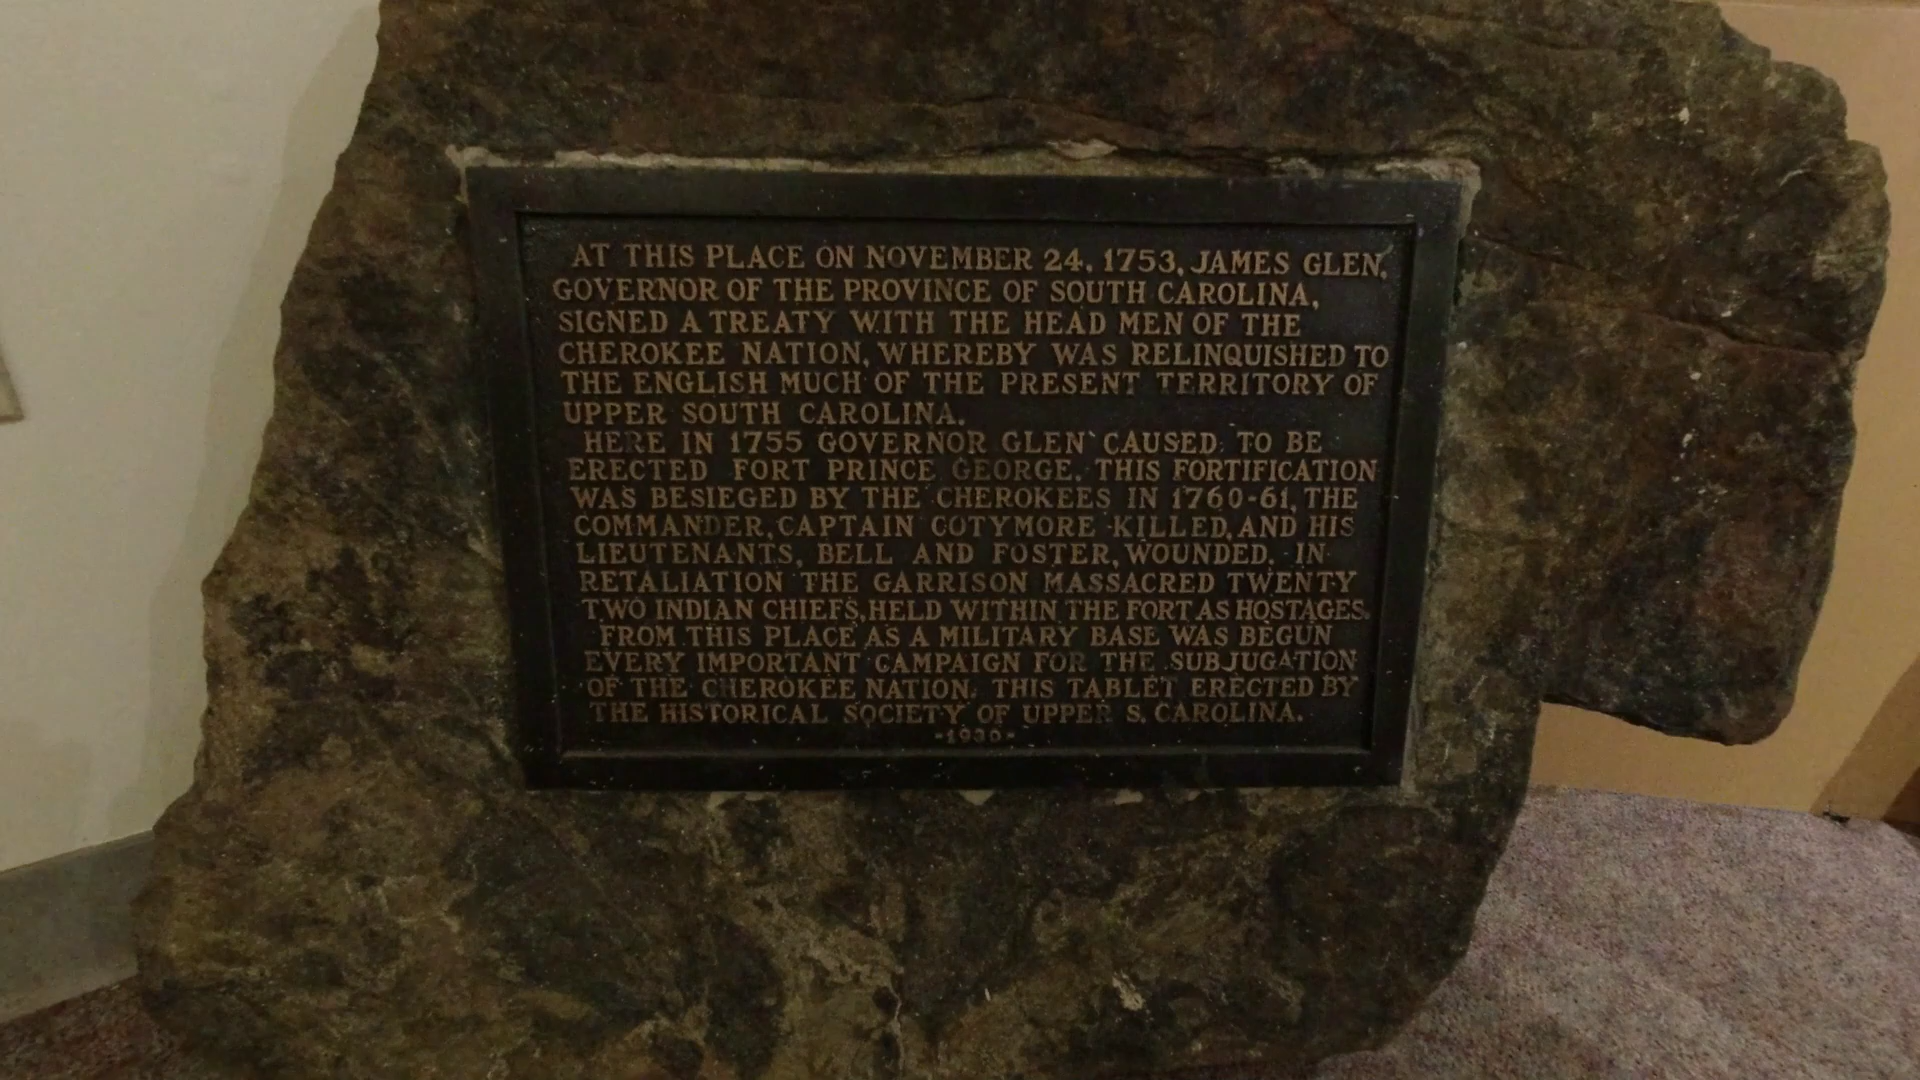 AT THIS PLACE ON NOVEMBER 24, 1753, JAMES GLEN,
GOVERNOR OF THE PROVINCE OF SOUTH CAROLINA,
SIGNED A TREATY WITH THE HEAD MEN OF THE
CHEROKEE NATION, WHEREBY WAS RELINQUISHED TO
THE ENGLISH MUCH OF THE PRESENT TERRITORY OF
UPPER SOUTH CAROLINA.
HERE IN 1755 GOVERNOR GLEN CAUSED TO BE
ERECTED FORT PRINCE GEORGE. THIS FORTIFICATION
WAS BESIEGED BY THE CHEROKEES IN 1760-61, THE
COMMANDER, CAPTAIN COTYMORE KILLED, AND HIS
LIEUTENANTS, BELL AND FOSTER, WOUNDED. IN
RETALIATION THE GARRISON MASSACRED TWENTY
TWO INDIAN CHIEFS, HELD WITHIN THE FORT AS HOSTAGES.
FROM THIS PLACE AS A MILITARY BASE WAS BEGUN
EVERY IMPORTANT CAMPAIGN FOR THE SUBJUGATION
OF THE CHEROKEE NATION. THIS TABLET ERECTED BY
THE HISTORICAL SOCIETY OF UPPER S. CAROLINA.
-1930-